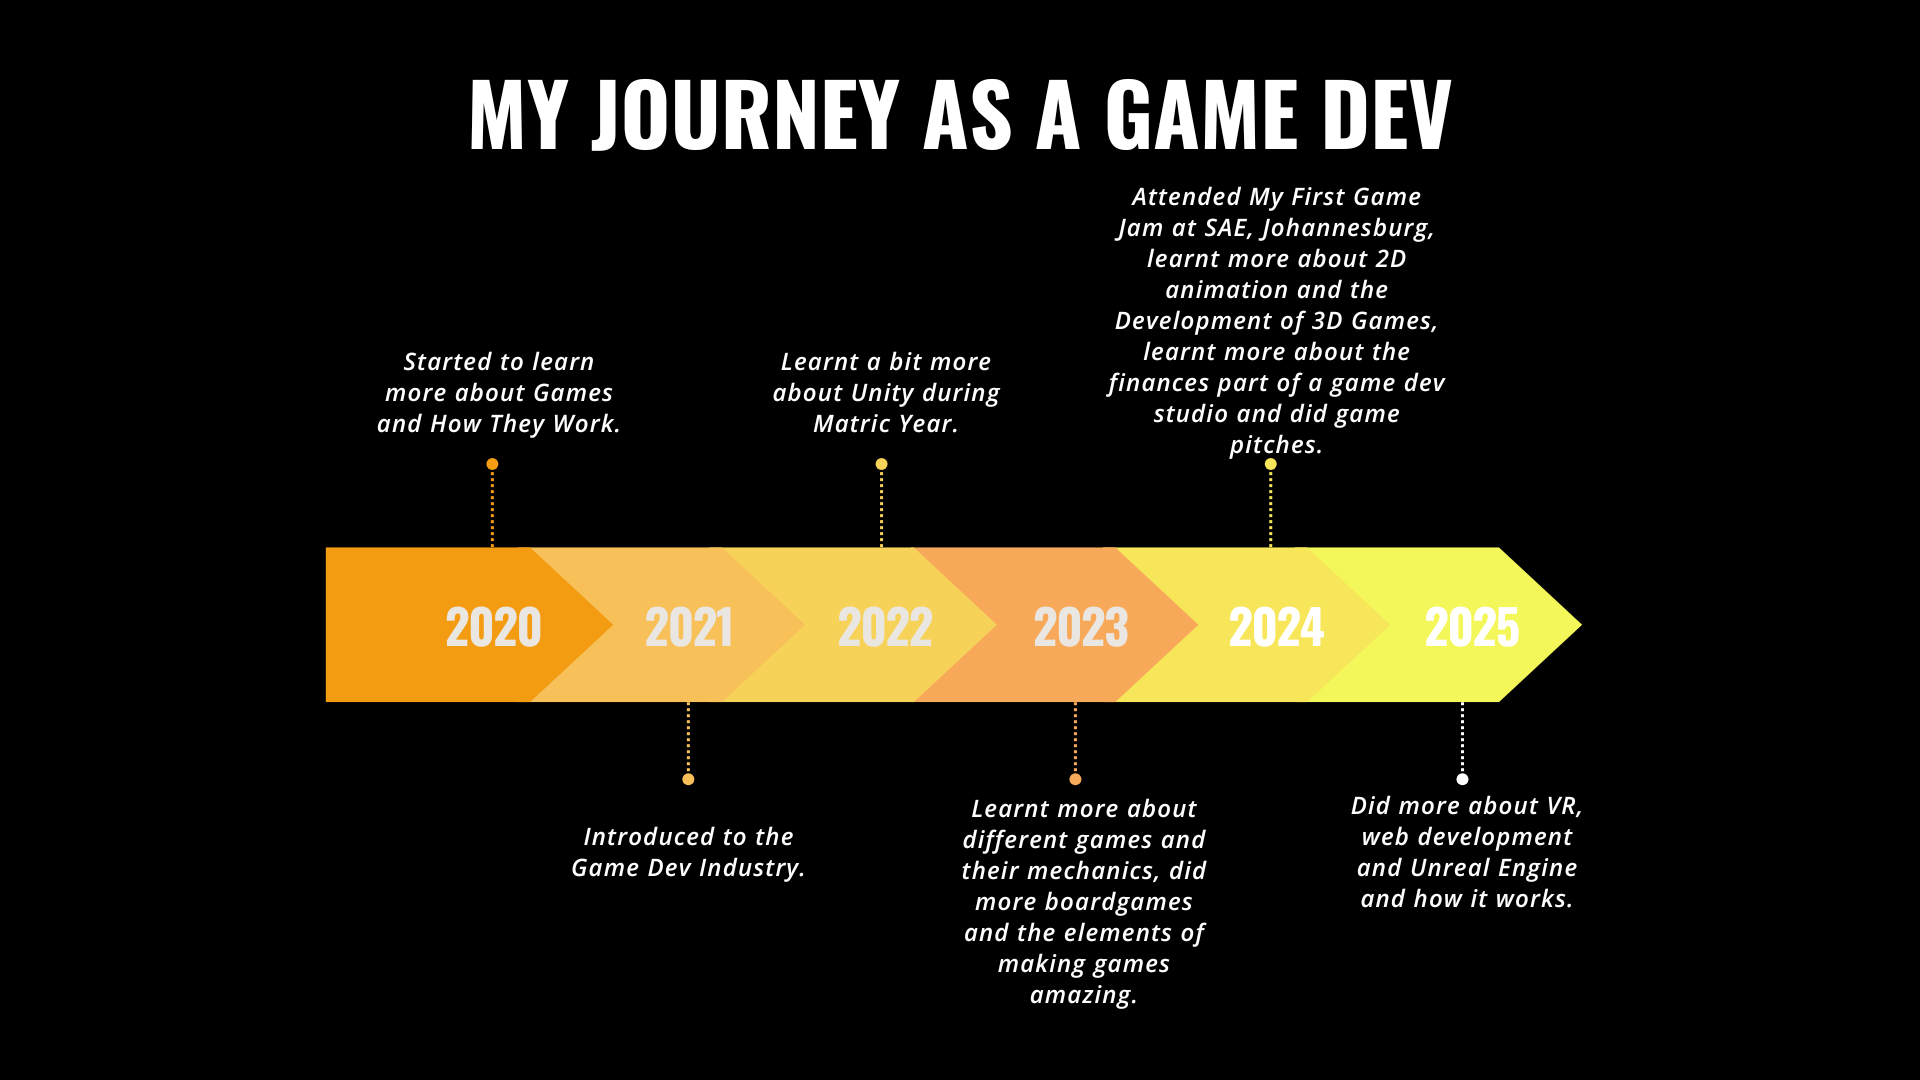 MY JOURNEY AS A GAME DEV
Started to learn
more about Games
and How They Work.
Learnt a bit more
about Unity during
Matric Year.
Attended My First Game
Jam at SAE, Johannesburg,
learnt more about 2D
animation and the
Development of 3D Games,
learnt more about the
finances part of a game dev
studio and did game
pitches.
2020
2021
2022
2023
2024
2025
Introduced to the
Game Dev Industry.
Learnt more about
different games and
their mechanics, did
more boardgames
and the elements of
making games
amazing.
Did more about VR,
web development
and Unreal Engine
and how it works.